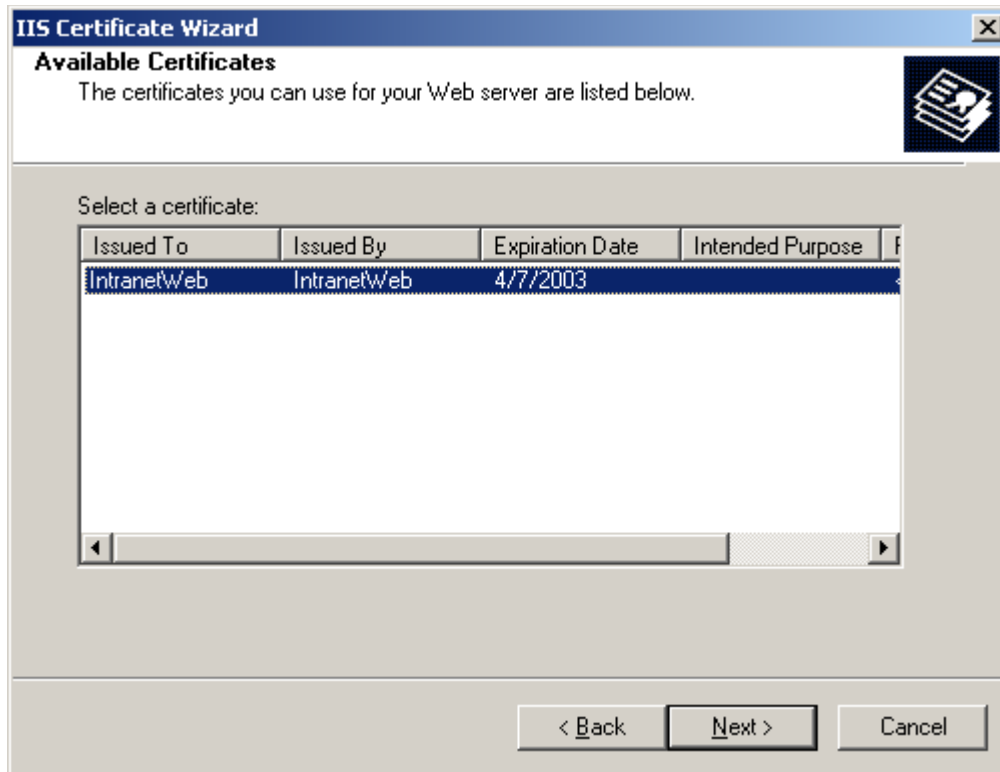 IIS Certificate Wizard
Available Certificates
The certificates you can use for your Web server are listed below.
Select a certificate:
Issued To Issued By Expiration Date Intended Purpose
IntranetWeb IntranetWeb 4/7/2003
< Back Next > Cancel